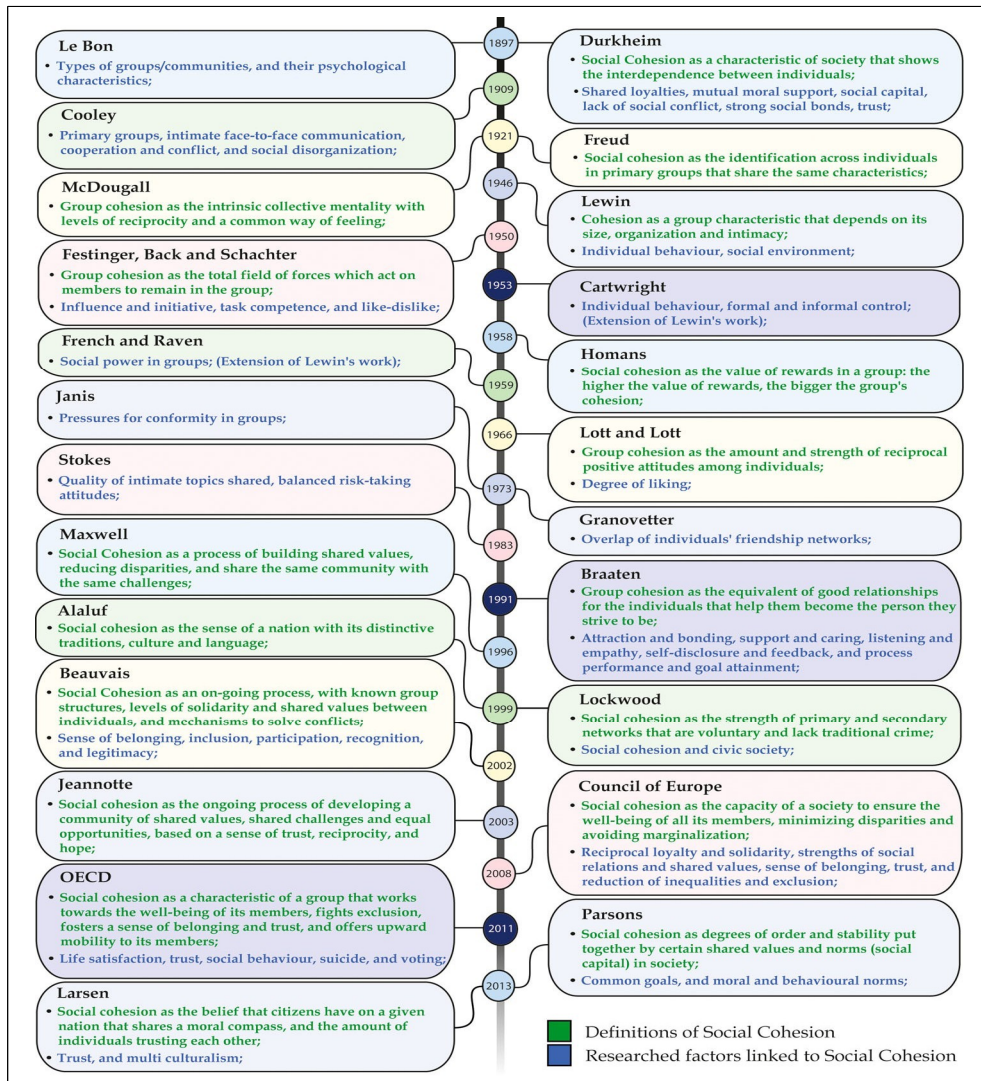 1897
Le Bon
• Types of groups/communities, and their psychological
characteristics;
Durkheim
• Social Cohesion as a characteristic of society that shows
the interdependence between individuals;
• Shared loyalties, mutual moral support, social capital,
lack of social conflict, strong social bonds, trust;
1909
Cooley
• Primary groups, intimate face-to-face communication,
cooperation and conflict, and social disorganization;
1921
Freud
• Social cohesion as the identification across individuals
in primary groups that share the same characteristics;
McDougall
• Group cohesion as the intrinsic collective mentality with
levels of reciprocity and a common way of feeling;
1946
Lewin
• Cohesion as a group characteristic that depends on its
size, organization and intimacy;
• Individual behaviour, social environment;
1950
Festinger, Back and Schachter
• Group cohesion as the total field of forces which act on
members to remain in the group;
• Influence and initiative, task competence, and like-dislike;
1953
Cartwright
• Individual behaviour, formal and informal control;
(Extension of Lewin's work);
1958
Homans
• Social cohesion as the value of rewards in a group: the
higher the value of rewards, the bigger the group's
cohesion;
French and Raven
• Social power in groups; (Extension of Lewin's work);
1959
Janis
• Pressures for conformity in groups;
1966
Lott and Lott
• Group cohesion as the amount and strength of reciprocal
positive attitudes among individuals;
• Degree of liking;
Stokes
• Quality of intimate topics shared, balanced risk-taking
attitudes;
1973
Granovetter
• Overlap of individuals' friendship networks;
1983
Maxwell
• Social Cohesion as a process of building shared values,
reducing disparities, and share the same community with
the same challenges;
1991
Braaten
• Group cohesion as the equivalent of good relationships
for the individuals that help them become the person they
strive to be;
• Attraction and bonding, support and caring, listening and
empathy, self-disclosure and feedback, and process
performance and goal attainment;
Alaluf
• Social cohesion as the sense of a nation with its distinctive
traditions, culture and language;
1996
Beauvais
• Social Cohesion as an on-going process, with known group
structures, levels of solidarity and shared values between
individuals, and mechanisms to solve conflicts;
• Sense of belonging, inclusion, participation, recognition,
and legitimacy;
1999
Lockwood
• Social cohesion as the strength of primary and secondary
networks that are voluntary and lack traditional crime;
• Social cohesion and civic society;
2002
Jeannotte
• Social cohesion as the ongoing process of developing a
community of shared values, shared challenges and equal
opportunities, based on a sense of trust, reciprocity, and
hope;
2003
Council of Europe
• Social cohesion as the capacity of a society to ensure the
well-being of all its members, minimizing disparities and
avoiding marginalization;
• Reciprocal loyalty and solidarity, strengths of social
relations and shared values, sense of belonging, trust, and
reduction of inequalities and exclusion;
2008
OECD
• Social cohesion as a characteristic of a group that works
towards the well-being of its members, fights exclusion,
fosters a sense of belonging and trust, and offers upward
mobility to its members;
• Life satisfaction, trust, social behaviour, suicide, and voting;
2011
Parsons
• Social cohesion as degrees of order and stability put
together by certain shared values and norms (social
capital) in society;
• Common goals, and moral and behavioural norms;
2013
Larsen
• Social cohesion as the belief that citizens have on a given
nation that shares a moral compass, and the amount of
individuals trusting each other;
• Trust, and multi culturalism;
Definitions of Social Cohesion
Researched factors linked to Social Cohesion